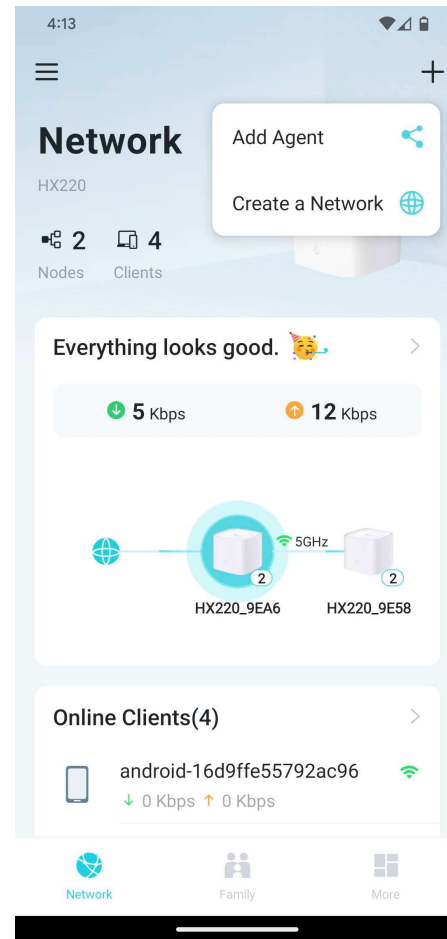 4:13
Network
Add Agent
HX220
Create a Network
2
4
Nodes
Clients
Everything looks good.
5 Kbps
12 Kbps
5GHz
2
2
HX220_9EA6
HX220_9E58
Online Clients(4)
android-16d9ffe55792ac96
↓ 0 Kbps ↑ 0 Kbps
Network
Family
More